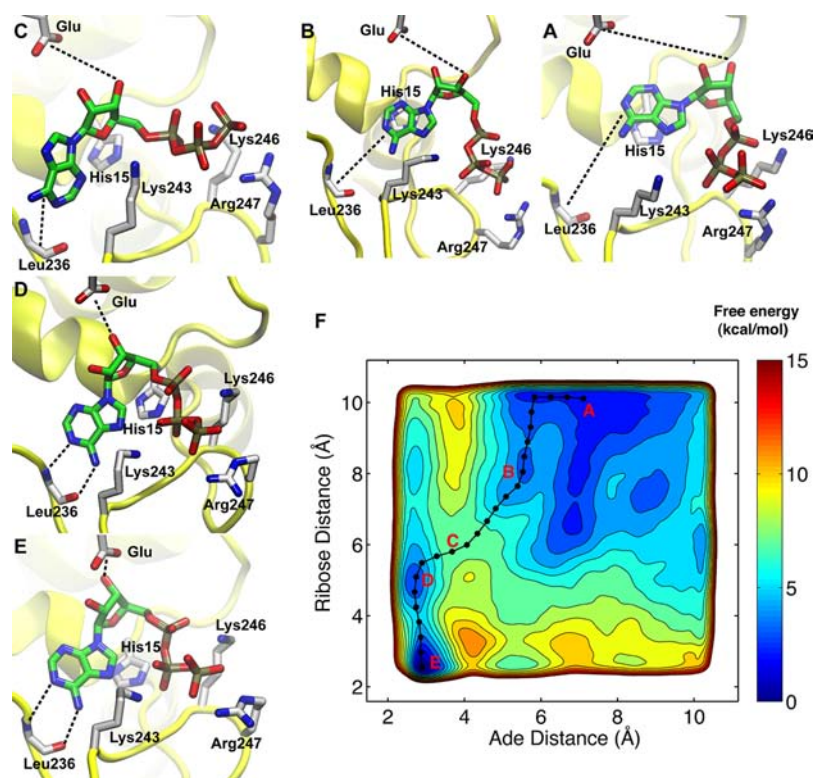 C
Glu
His15
Lys243
Lys246
Arg247
Leu236
B
Glu
His15
Lys246
Lys243
Leu236
Arg247
A
Glu
His15
Lys246
Lys243
Leu236
Arg247
D
Glu
Lys246
His15
Lys243
Leu236
Arg247
E
Glu
Lys246
His15
Lys243
Leu236
Arg247
F
Free energy
(kcal/mol)
15
10
5
0
Ribose Distance (Å)
10
8
6
4
2
A
B
C
D
E
2 4 6 8 10
Ade Distance (Å)